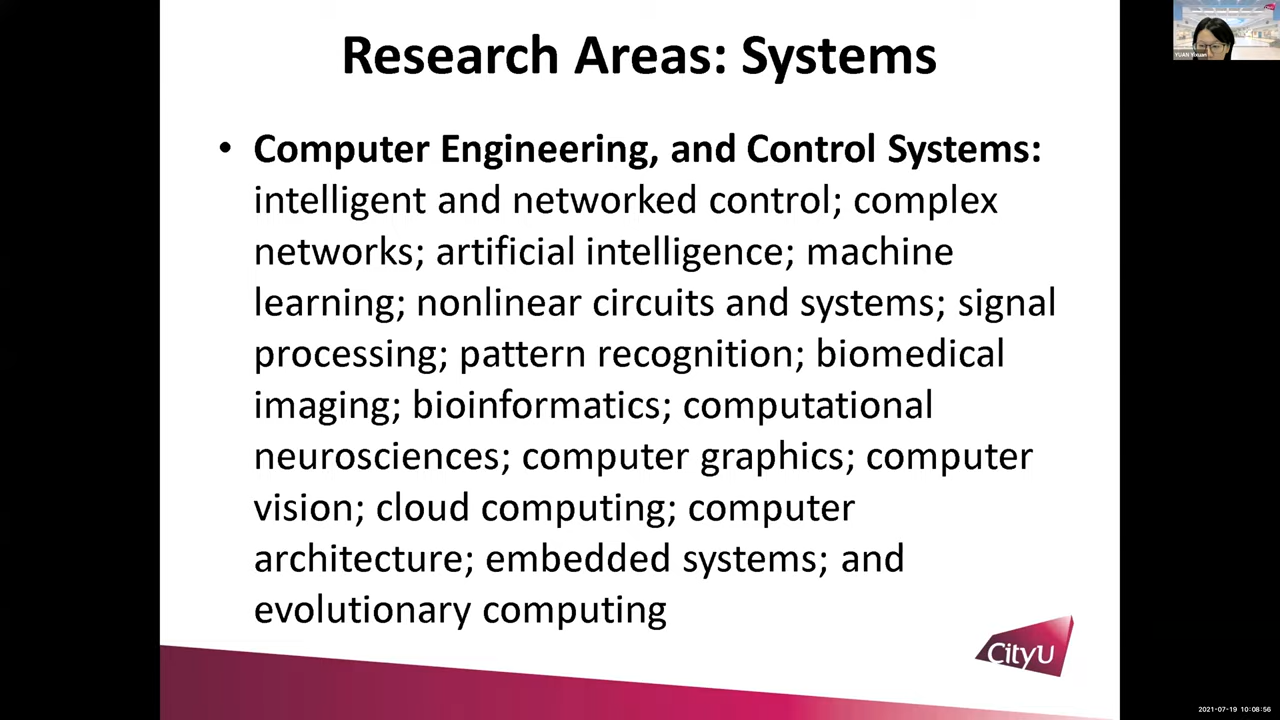 Research Areas: Systems
• Computer Engineering, and Control Systems:
intelligent and networked control; complex
networks; artificial intelligence; machine
learning; nonlinear circuits and systems; signal
processing; pattern recognition; biomedical
imaging; bioinformatics; computational
neurosciences; computer graphics; computer
vision; cloud computing; computer
architecture; embedded systems; and
evolutionary computing
CityU
YUAN Yixuan
2021-07-19 10:08:56